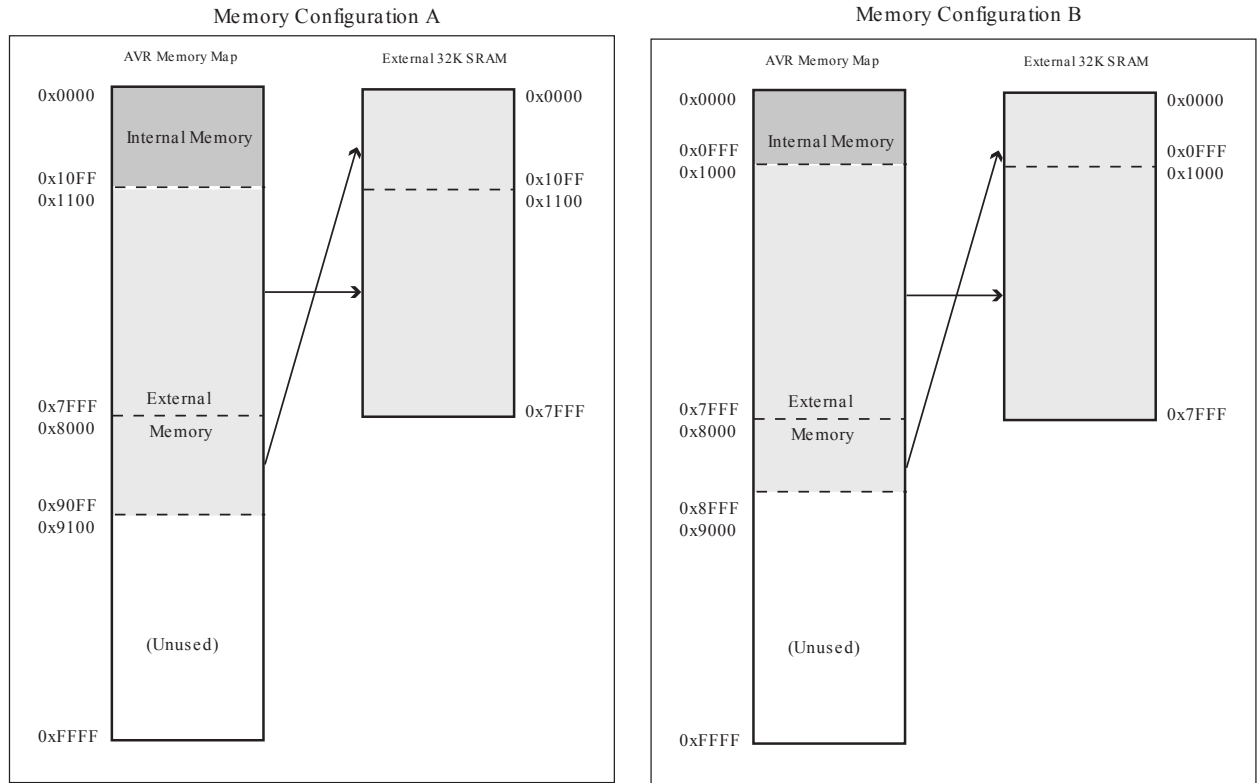 Memory Configuration A
AVR Memory Map
External 32K SRAM
0x0000
Internal Memory
0x10FF
0x1100
External
0x7FFF
0x8000
Memory
0x90FF
0x9100
(Unused)
0xFFFF
0x0000
0x10FF
0x1100
0x7FFF
Memory Configuration B
AVR Memory Map
External 32K SRAM
0x0000
Internal Memory
0x0FFF
0x1000
External
0x7FFF
0x8000
Memory
0x8FFF
0x9000
(Unused)
0xFFFF
0x0000
0x0FFF
0x1000
0x7FFF